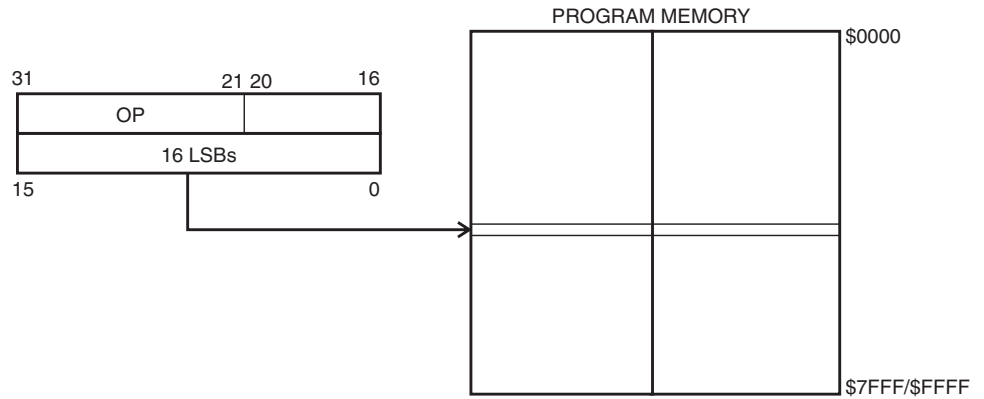 PROGRAM MEMORY
$0000
31 21 20 16
OP
16 LSBs
15 0
$7FFF/$FFFF